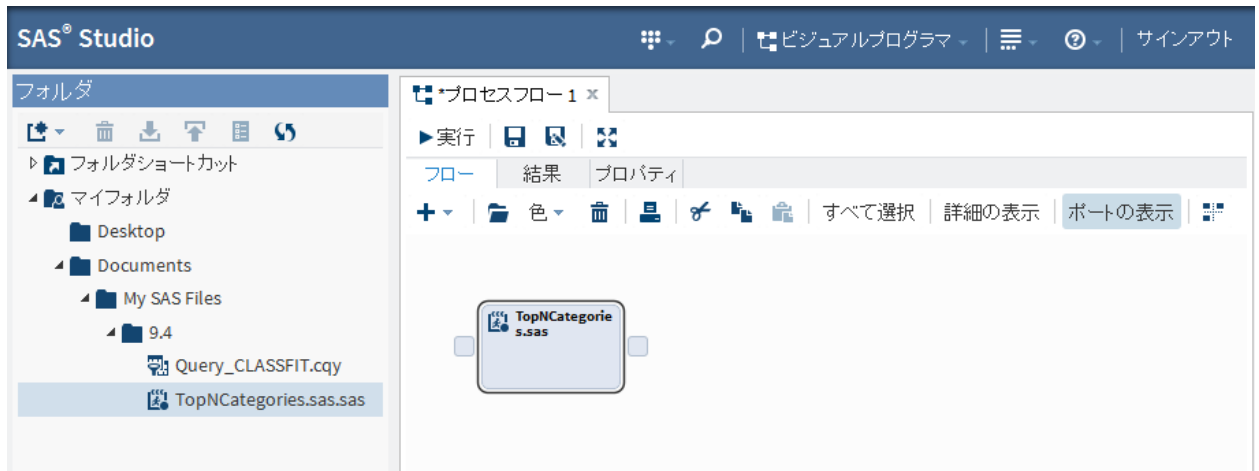 SAS® Studio
ビジュアルプログラマ
サインアウト
フォルダ
フォルダショートカット
マイフォルダ
Desktop
Documents
My SAS Files
9.4
Query_CLASSFIT.cqy
TopNCategories.sas.sas
*プロセスフロー 1
実行
フロー 結果 プロパティ
色 すべて選択 詳細の表示 ポートの表示
TopNCategorie
s.sas